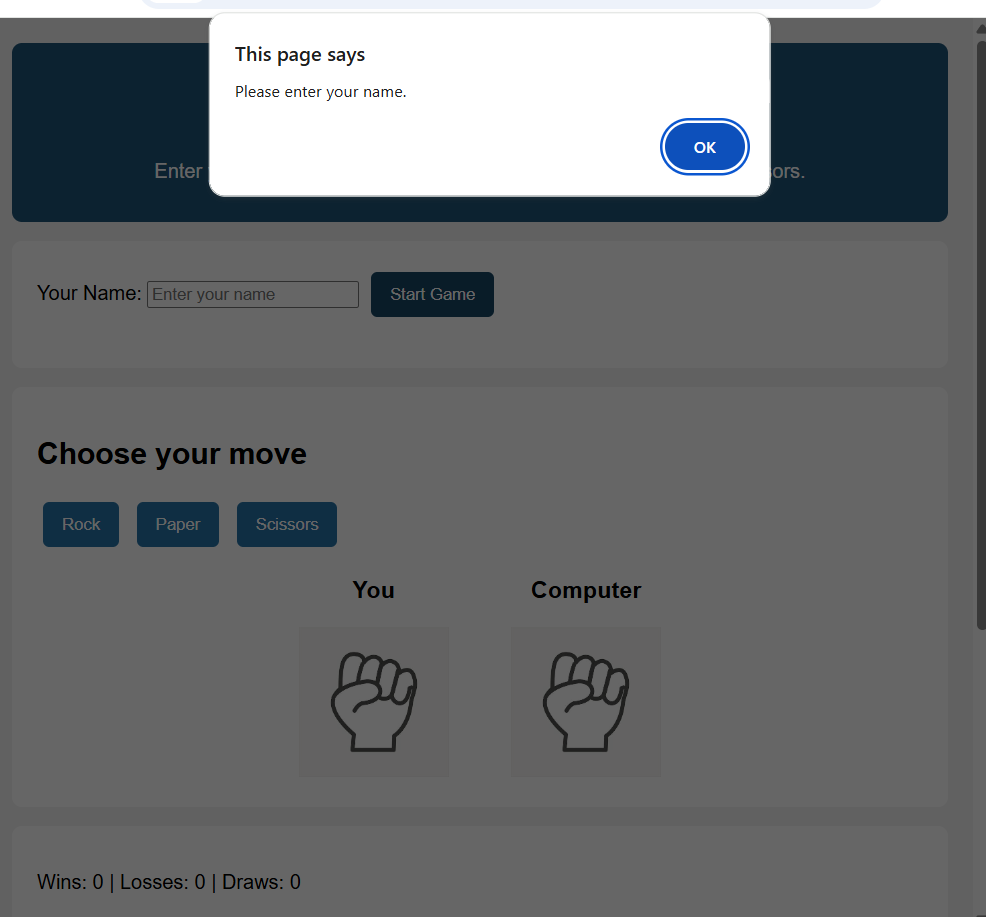 This page says
Please enter your name.
OK
Enter
ors.
Your Name: Enter your name Start Game
Choose your move
Rock Paper Scissors
You Computer
Wins: 0 | Losses: 0 | Draws: 0